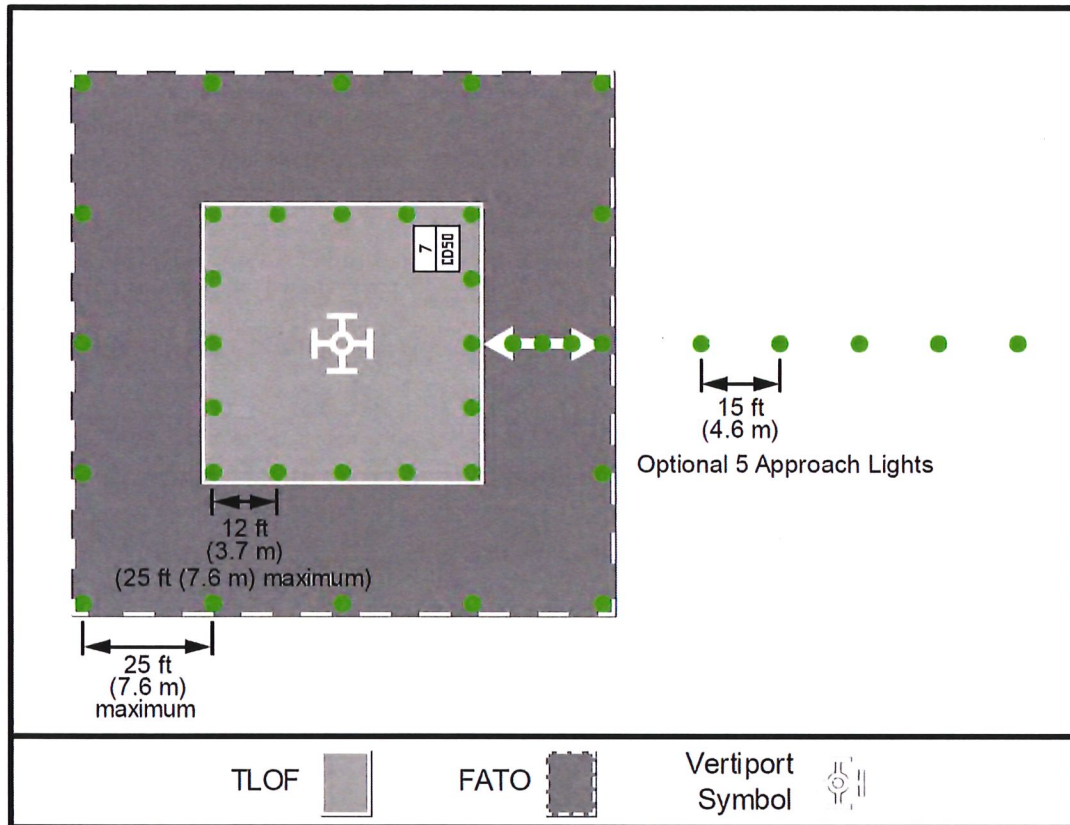 7
CD50
15 ft
(4.6 m)
Optional 5 Approach Lights
12 ft
(3.7 m)
(25 ft (7.6 m) maximum)
25 ft
(7.6 m)
maximum
TLOF
FATO
Vertiport
Symbol